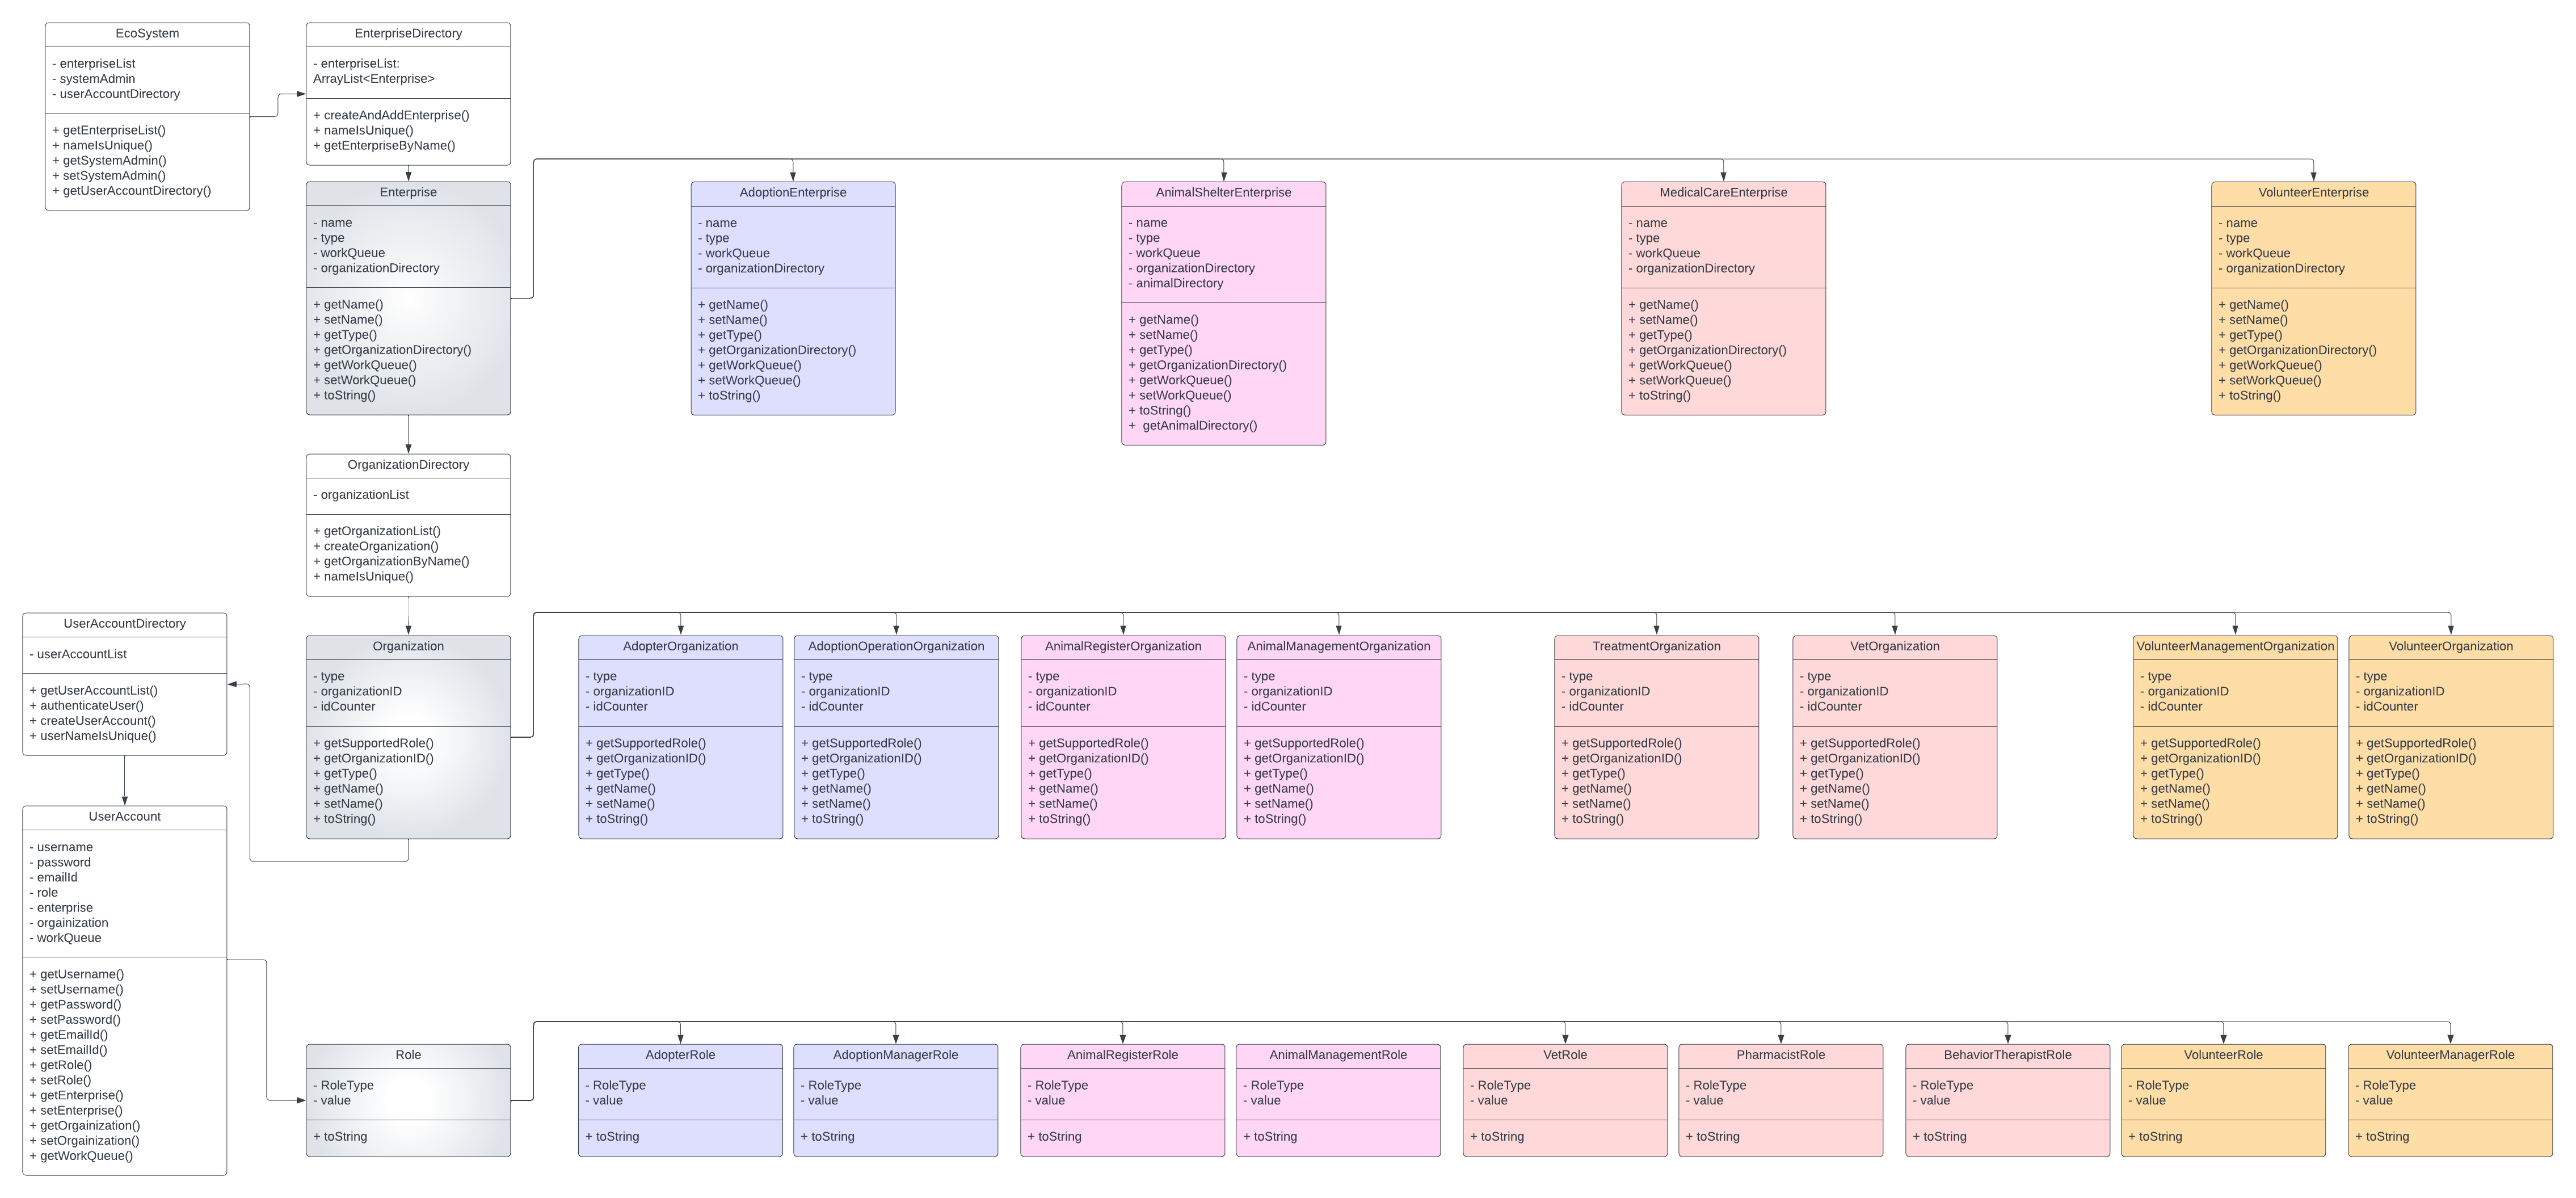 EcoSystem
- enterpriseList
- systemAdmin
- userAccountDirectory
+ getEnterpriseList()
+ nameIsUnique()
+ getSystemAdmin()
+ setSystemAdmin()
+ getUserAccountDirectory()
EnterpriseDirectory
- enterpriseList:
ArrayList<Enterprise>
+ createAndAddEnterprise()
+ nameIsUnique()
+ getEnterpriseByName()
Enterprise
- name
- type
- workQueue
- organizationDirectory
+ getName()
+ setName()
+ getType()
+ getOrganizationDirectory()
+ getWorkQueue()
+ setWorkQueue()
+ toString()
AdoptionEnterprise
- name
- type
- workQueue
- organizationDirectory
+ getName()
+ setName()
+ getType()
+ getOrganizationDirectory()
+ getWorkQueue()
+ setWorkQueue()
+ toString()
AnimalShelterEnterprise
- name
- type
- workQueue
- organizationDirectory
- animalDirectory
+ getName()
+ setName()
+ getType()
+ getOrganizationDirectory()
+ getWorkQueue()
+ setWorkQueue()
+ toString()
+  getAnimalDirectory()
MedicalCareEnterprise
- name
- type
- workQueue
- organizationDirectory
+ getName()
+ setName()
+ getType()
+ getOrganizationDirectory()
+ getWorkQueue()
+ setWorkQueue()
+ toString()
VolunteerEnterprise
- name
- type
- workQueue
- organizationDirectory
+ getName()
+ setName()
+ getType()
+ getOrganizationDirectory()
+ getWorkQueue()
+ setWorkQueue()
+ toString()
OrganizationDirectory
- organizationList
+ getOrganizationList()
+ createOrganization()
+ getOrganizationByName()
+ nameIsUnique()
UserAccountDirectory
- userAccountList
+ getUserAccountList()
+ authenticateUser()
+ createUserAccount()
+ userNameIsUnique()
Organization
- type
- organizationID
- idCounter
+ getSupportedRole()
+ getOrganizationID()
+ getType()
+ getName()
+ setName()
+ toString()
AdopterOrganization
- type
- organizationID
- idCounter
+ getSupportedRole()
+ getOrganizationID()
+ getType()
+ getName()
+ setName()
+ toString()
AdoptionOperationOrganization
- type
- organizationID
- idCounter
+ getSupportedRole()
+ getOrganizationID()
+ getType()
+ getName()
+ setName()
+ toString()
AnimalRegisterOrganization
- type
- organizationID
- idCounter
+ getSupportedRole()
+ getOrganizationID()
+ getType()
+ getName()
+ setName()
+ toString()
AnimalManagementOrganization
- type
- organizationID
- idCounter
+ getSupportedRole()
+ getOrganizationID()
+ getType()
+ getName()
+ setName()
+ toString()
TreatmentOrganization
- type
- organizationID
- idCounter
+ getSupportedRole()
+ getOrganizationID()
+ getType()
+ getName()
+ setName()
+ toString()
VetOrganization
- type
- organizationID
- idCounter
+ getSupportedRole()
+ getOrganizationID()
+ getType()
+ getName()
+ setName()
+ toString()
VolunteerManagementOrganization
- type
- organizationID
- idCounter
+ getSupportedRole()
+ getOrganizationID()
+ getType()
+ getName()
+ setName()
+ toString()
VolunteerOrganization
- type
- organizationID
- idCounter
+ getSupportedRole()
+ getOrganizationID()
+ getType()
+ getName()
+ setName()
+ toString()
UserAccount
- username
- password
- emailId
- role
- enterprise
- orgainization
- workQueue
+ getUsername()
+ setUsername()
+ getPassword()
+ setPassword()
+ getEmailId()
+ setEmailId()
+ getRole()
+ setRole()
+ getEnterprise()
+ setEnterprise()
+ getOrgainization()
+ setOrgainization()
+ getWorkQueue()
Role
- RoleType
- value
+ toString
AdopterRole
- RoleType
- value
+ toString
AdoptionManagerRole
- RoleType
- value
+ toString
AnimalRegisterRole
- RoleType
- value
+ toString
AnimalManagementRole
- RoleType
- value
+ toString
VetRole
- RoleType
- value
+ toString
PharmacistRole
- RoleType
- value
+ toString
BehaviorTherapistRole
- RoleType
- value
+ toString
VolunteerRole
- RoleType
- value
+ toString
VolunteerManagerRole
- RoleType
- value
+ toString